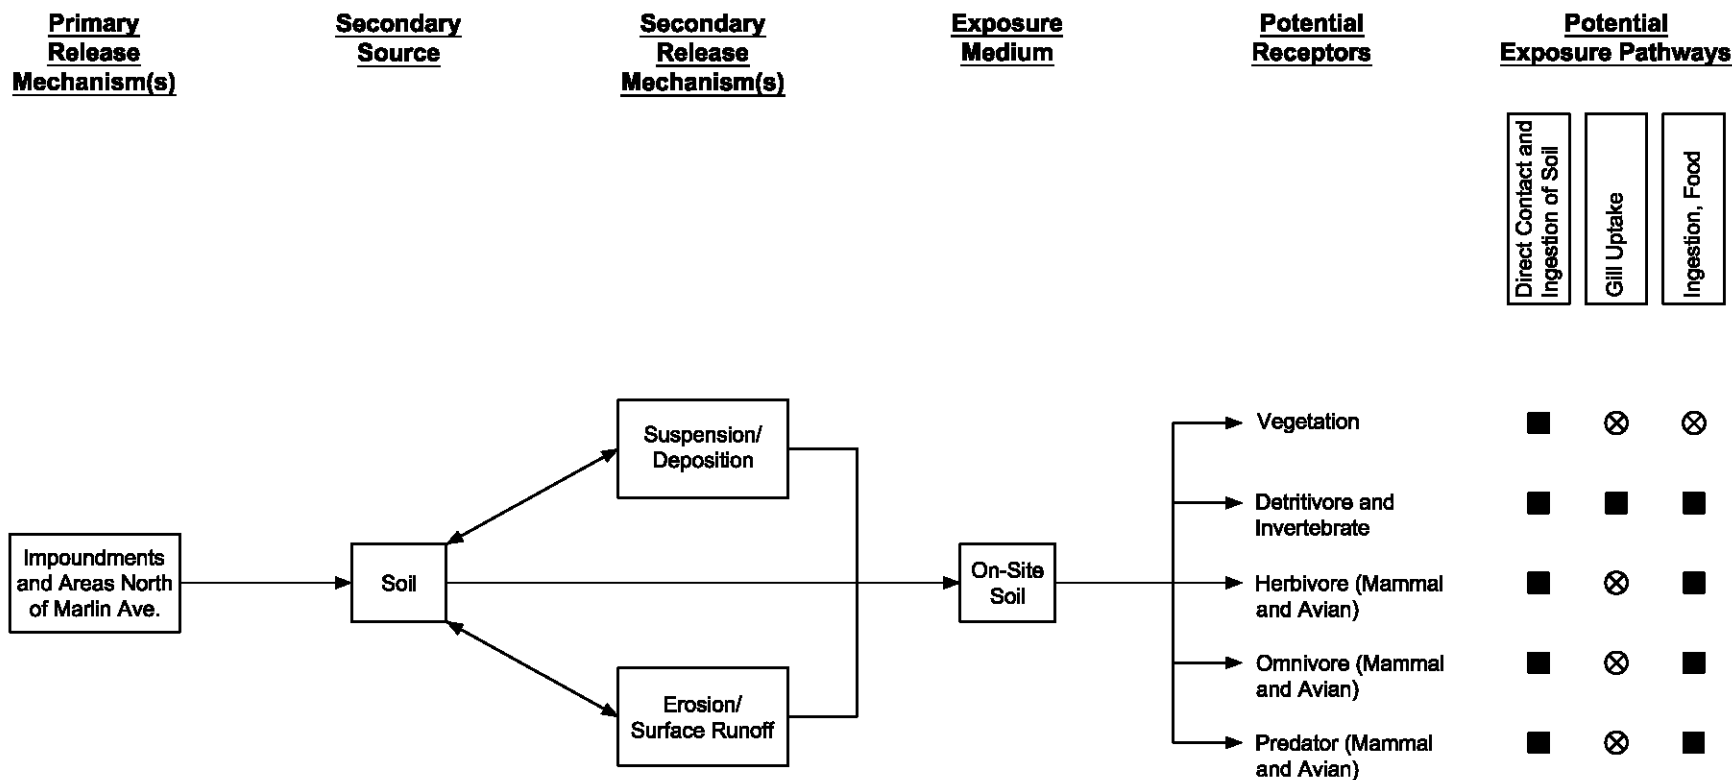 Primary
Release
Mechanism(s)
Secondary
Source
Secondary
Release
Mechanism(s)
Exposure
Medium
Potential
Receptors
Potential
Exposure Pathways
Direct Contact and
Ingestion of Soil
Gill Uptake
Ingestion, Food
Impoundments
and Areas North
of Marlin Ave.
Soil
Suspension/
Deposition
Erosion/
Surface Runoff
On-Site
Soil
Vegetation
Detritivore and
Invertebrate
Herbivore (Mammal
and Avian)
Omnivore (Mammal
and Avian)
Predator (Mammal
and Avian)